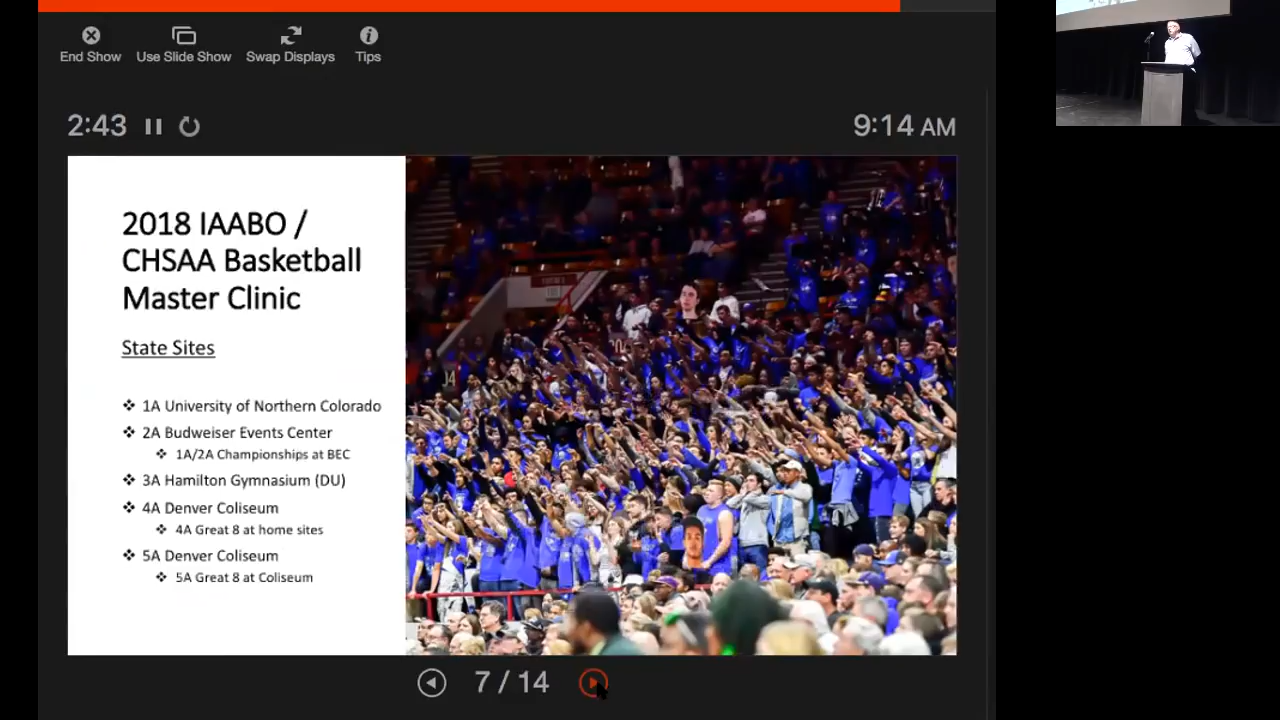 End Show
Use Slide Show
Swap Displays
Tips
2:43
9:14 AM
2018 IAABO /
CHSAA Basketball
Master Clinic
State Sites
❖ 1A University of Northern Colorado
❖ 2A Budweiser Events Center
❖ 1A/2A Championships at BEC
❖ 3A Hamilton Gymnasium (DU)
❖ 4A Denver Coliseum
❖ 4A Great 8 at home sites
❖ 5A Denver Coliseum
❖ 5A Great 8 at Coliseum
7 / 14